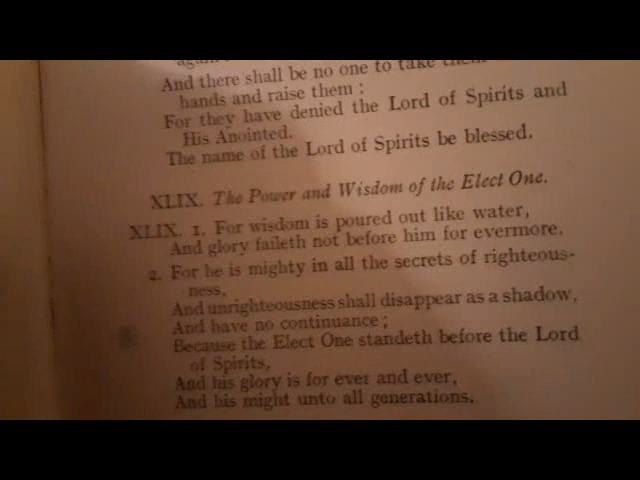 And there shall be no one to take them
hands and raise them :
For they have denied the Lord of Spirits and
His Anointed.
The name of the Lord of Spirits be blessed.
XLIX. The Power and Wisdom of the Elect One.
XLIX. 1. For wisdom is poured out like water,
And glory faileth not before him for evermore.
2. For he is mighty in all the secrets of righteous-
ness,
And unrighteousness shall disappear as a shadow,
And have no continuance ;
Because the Elect One standeth before the Lord
of Spirits,
And his glory is for ever and ever,
And his might unto all generations.